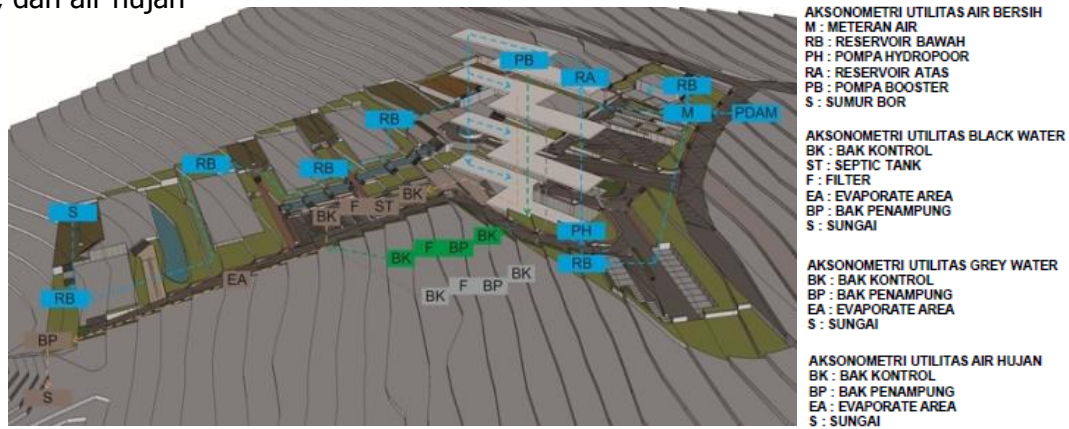 , dan air hujan
AKSONOMETRI UTILITAS AIR BERSIH
M : METERAN AIR
RB : RESERVOIR BAWAH
PH : POMPA HYDROPOOR
RA : RESERVOIR ATAS
PB : POMPA BOOSTER
S : SUMUR BOR
AKSONOMETRI UTILITAS BLACK WATER
BK : BAK KONTROL
ST : SEPTIC TANK
F : FILTER
EA : EVAPORATE AREA
BP : BAK PENAMPUNG
S : SUNGAI
AKSONOMETRI UTILITAS GREY WATER
BK : BAK KONTROL
BP : BAK PENAMPUNG
EA : EVAPORATE AREA
S : SUNGAI
AKSONOMETRI UTILITAS AIR HUJAN
BK : BAK KONTROL
BP : BAK PENAMPUNG
EA : EVAPORATE AREA
S : SUNGAI
PB
RA
RB
M
PDAM
RB
RB
RB
S
BK
F
ST
BK
BK
F
BP
BK
PH
RB
BK
F
BP
BK
EA
RB
BP
S